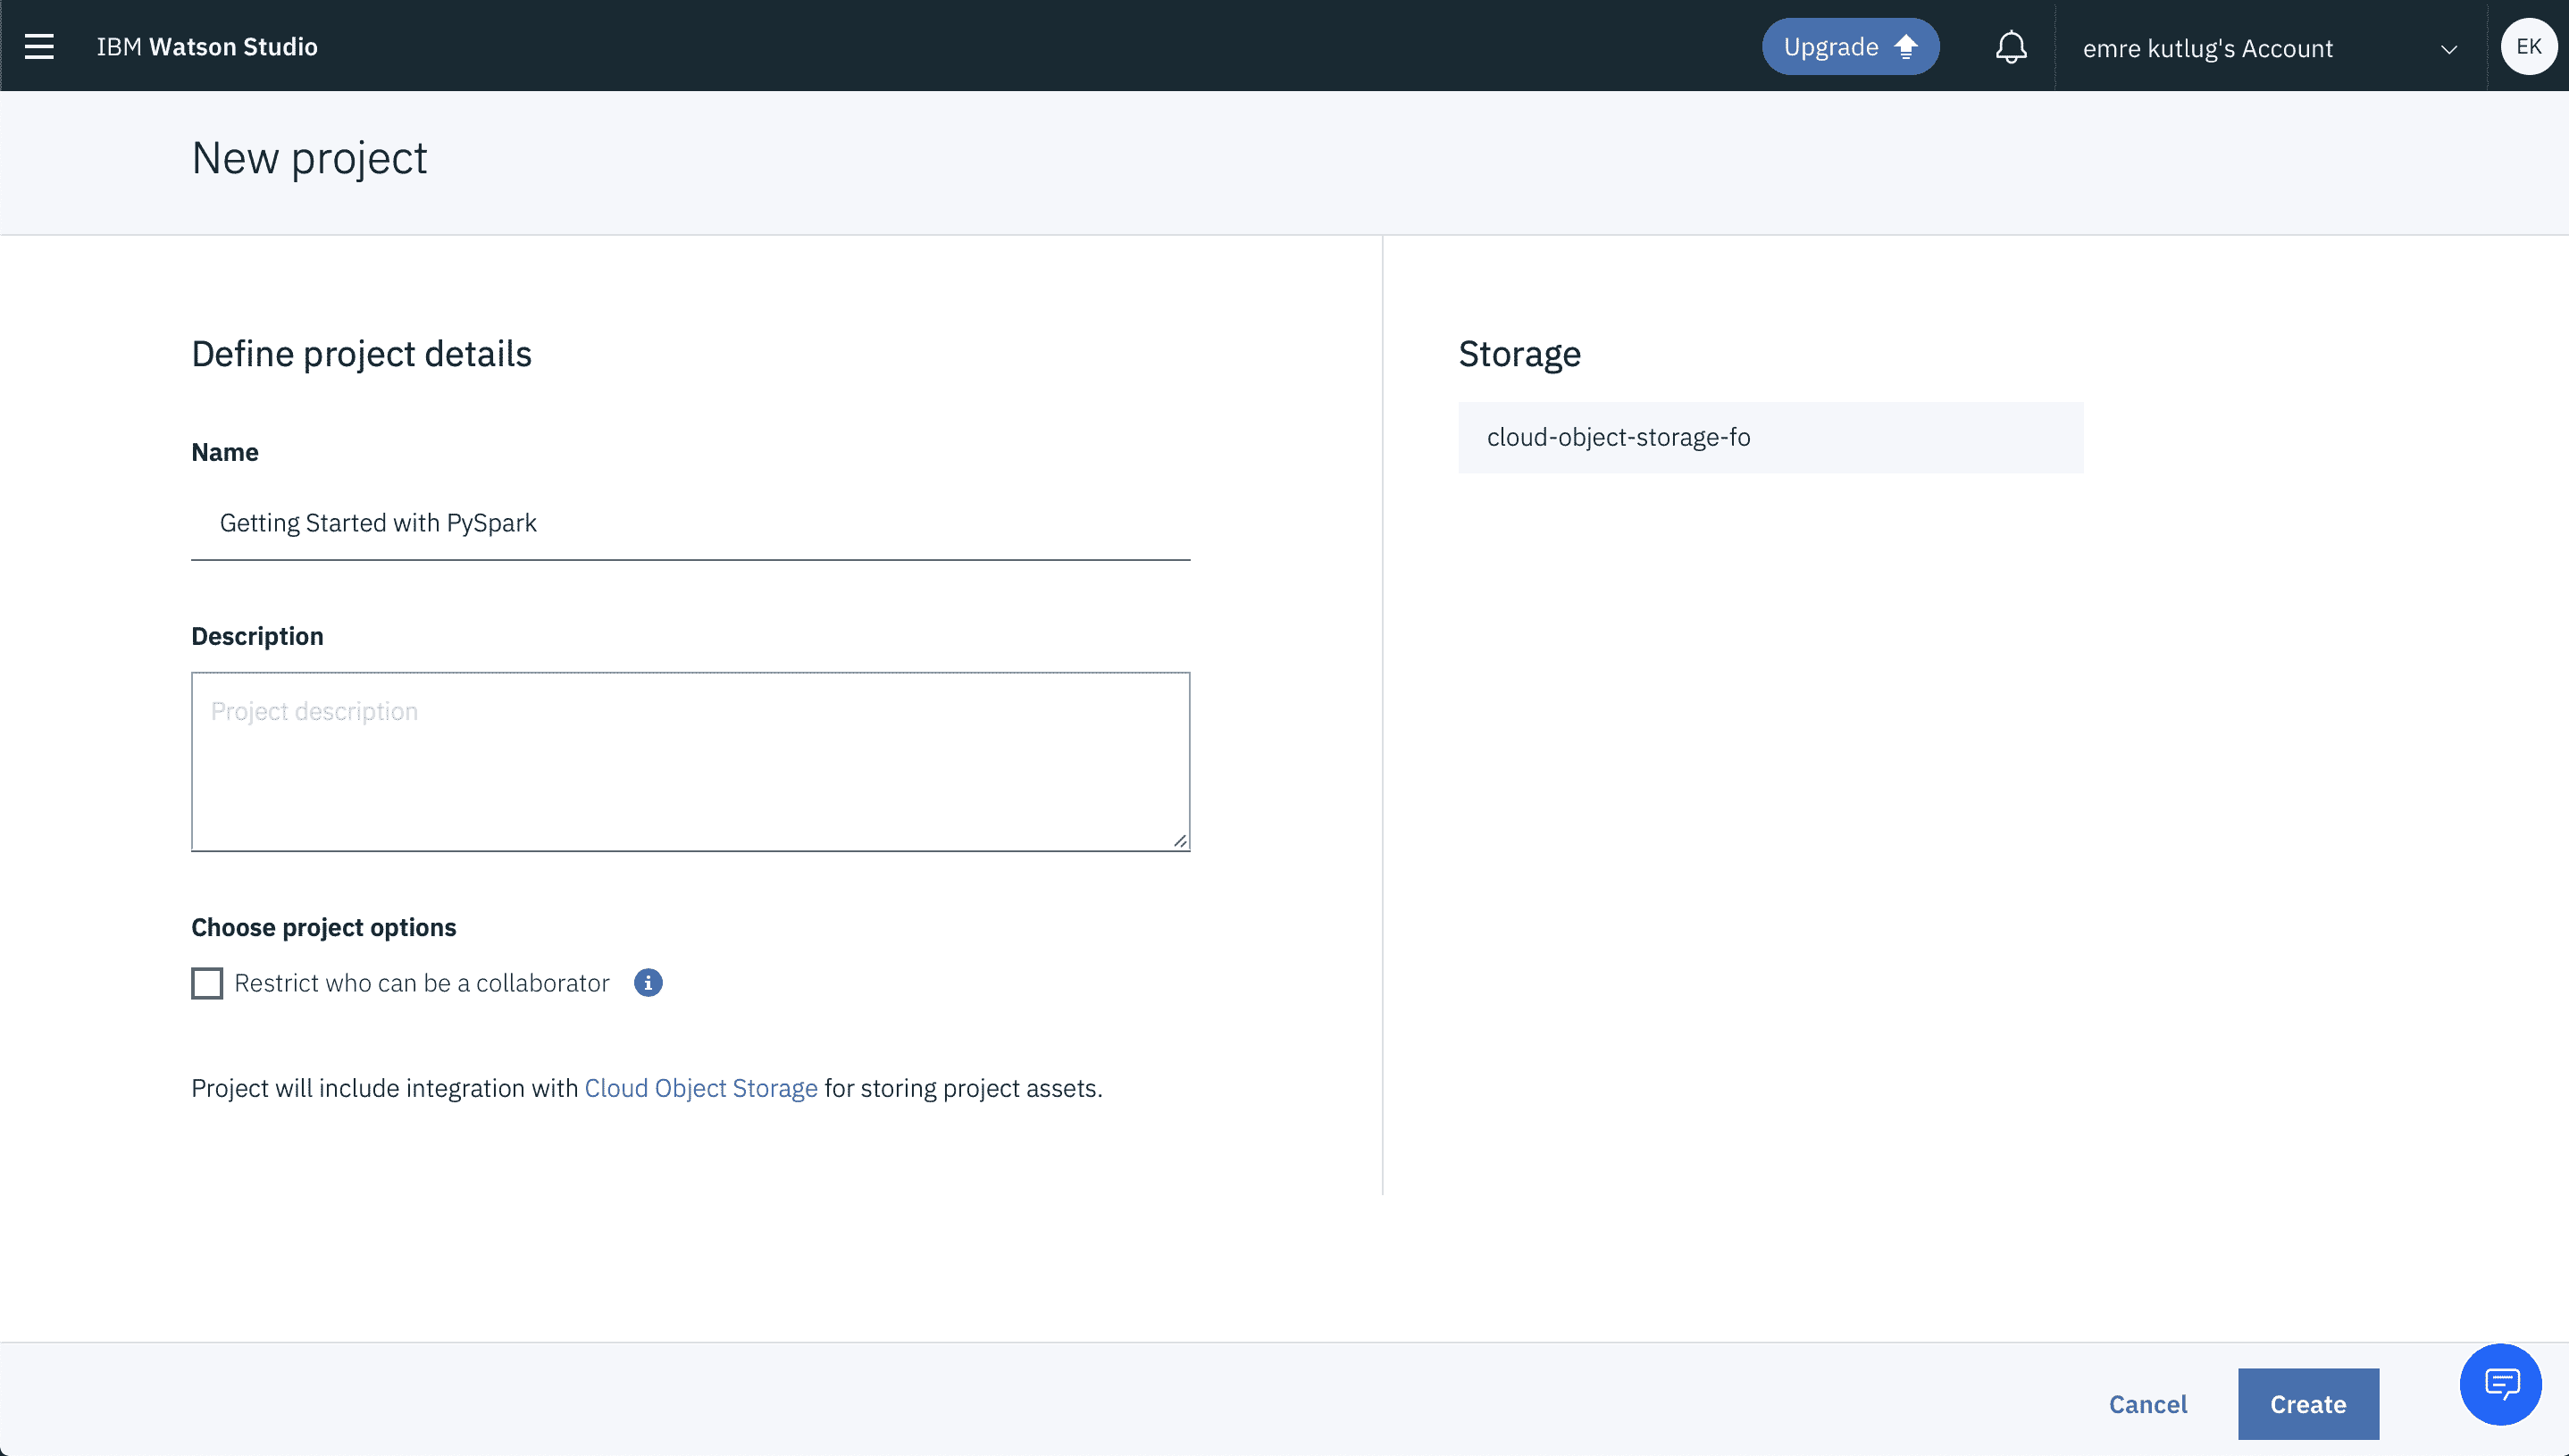 IBM Watson Studio
Upgrade
emre kutlug's Account
EK
New project
Define project details
Name
Getting Started with PySpark
Description
Project description
Choose project options
Restrict who can be a collaborator
Project will include integration with Cloud Object Storage for storing project assets.
Storage
cloud-object-storage-fo
Cancel
Create